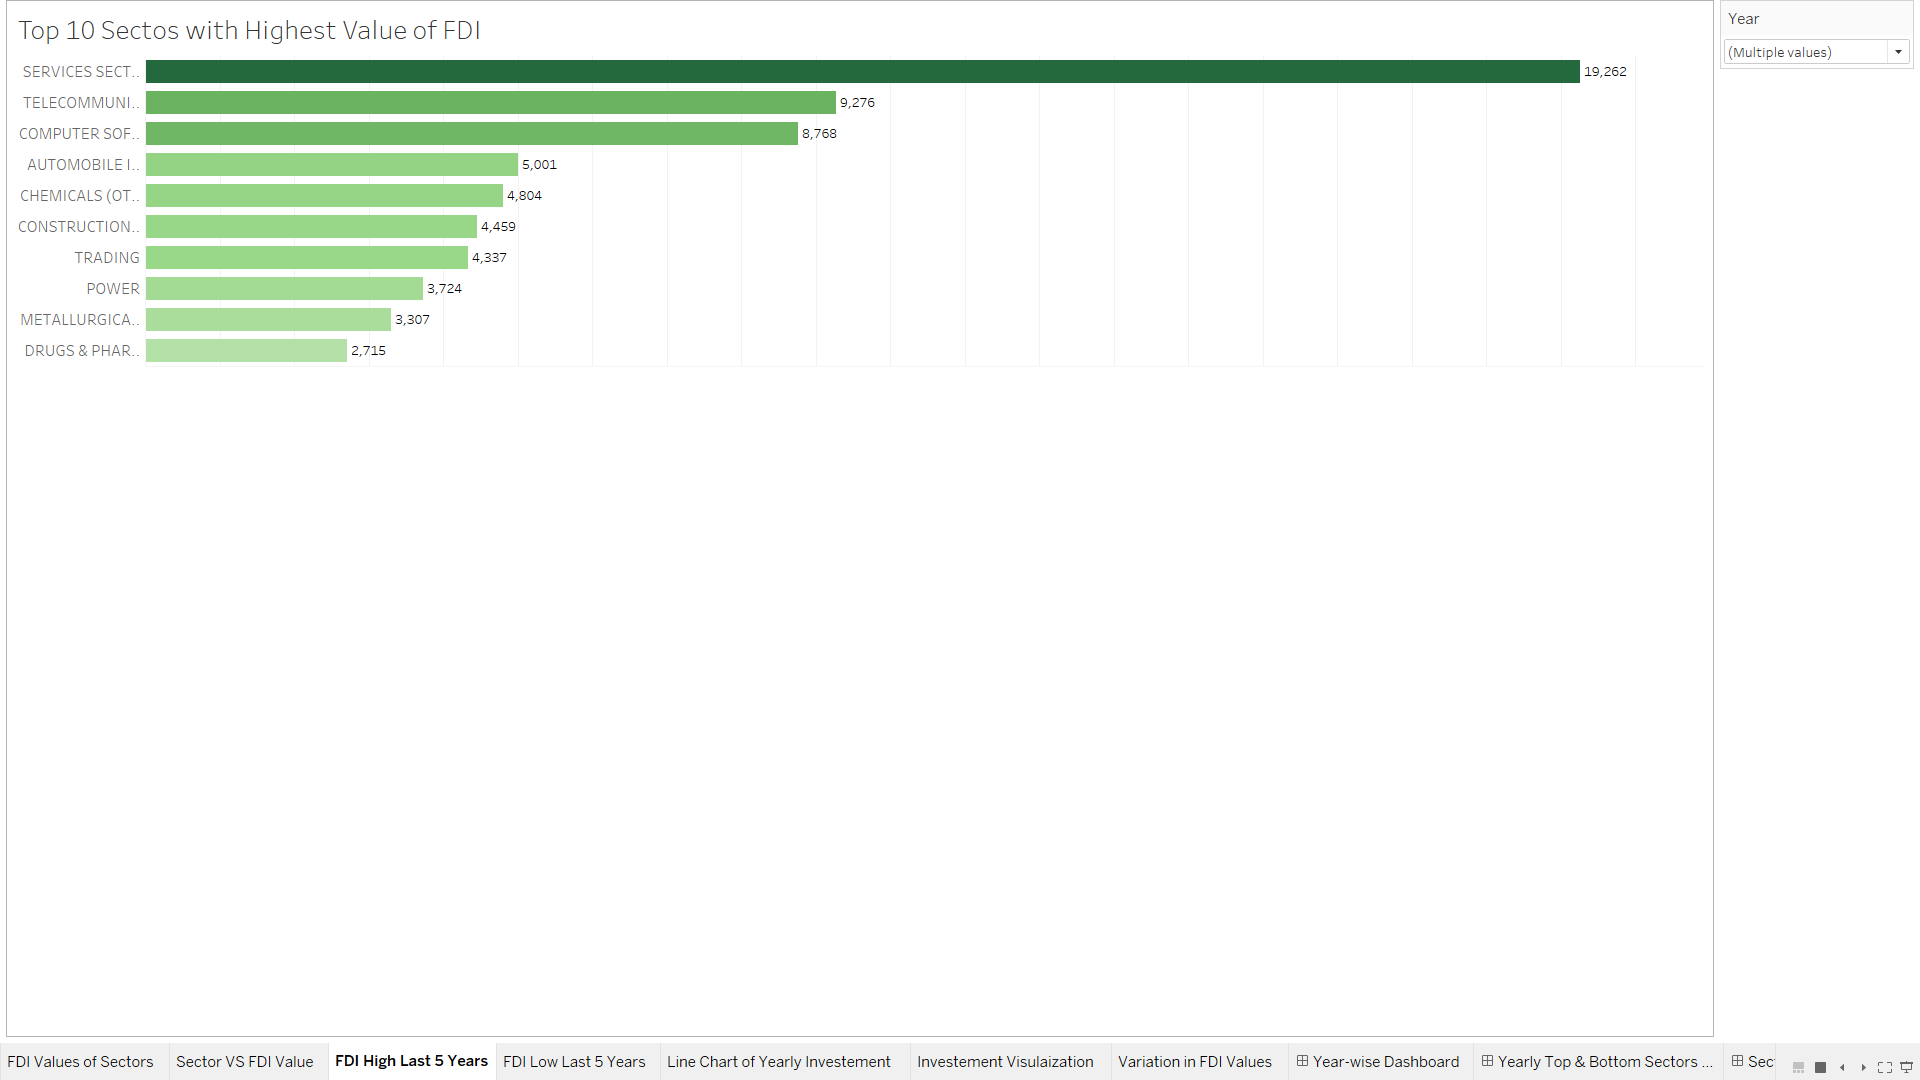 Top 10 Sectos with Highest Value of FDI
SERVICES SECT.. 19,262
TELECOMMUNI.. 9,276
COMPUTER SOF.. 8,768
AUTOMOBILE I.. 5,001
CHEMICALS (OT.. 4,804
CONSTRUCTION.. 4,459
TRADING 4,337
POWER 3,724
METALLURGICA.. 3,307
DRUGS & PHAR.. 2,715
Year
(Multiple values)
FDI Values of Sectors
Sector VS FDI Value
FDI High Last 5 Years
FDI Low Last 5 Years
Line Chart of Yearly Investement
Investement Visulaization
Variation in FDI Values
Year-wise Dashboard
Yearly Top & Bottom Sectors ...
Sec